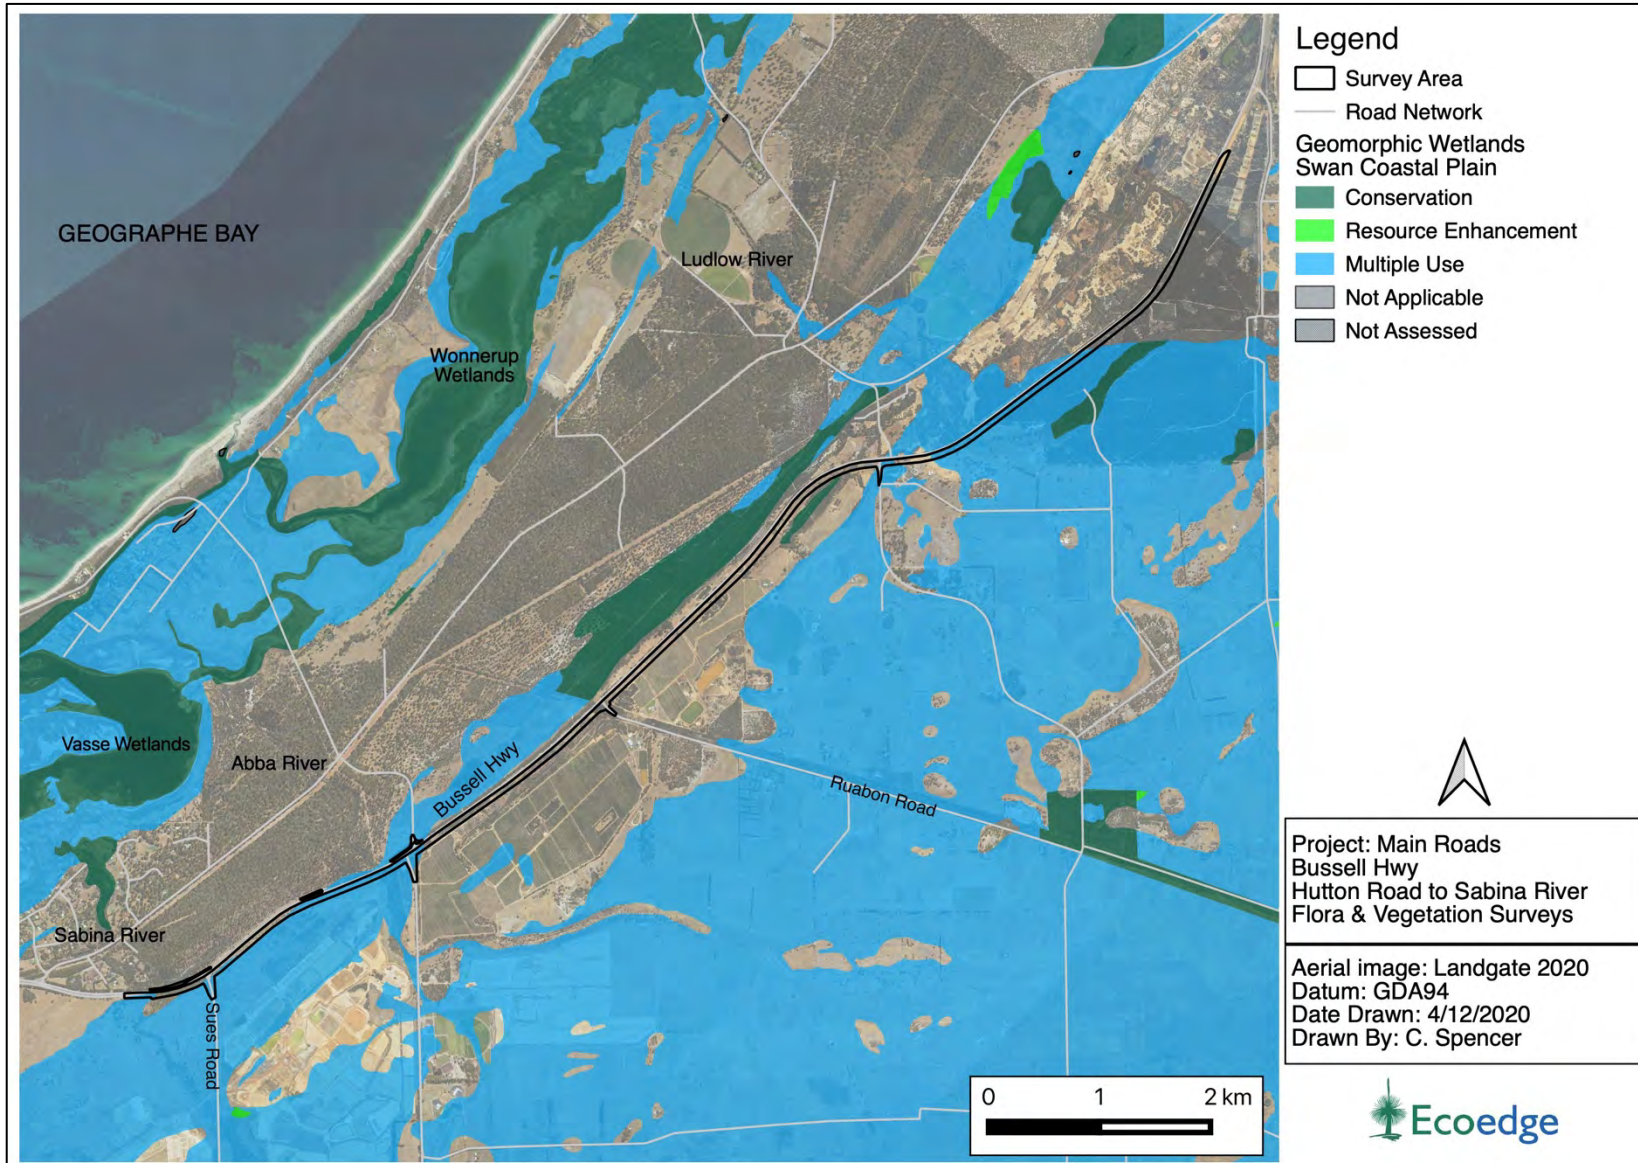 GEOGRAPHE BAY
Ludlow River
Wonnerup
Wetlands
Vasse Wetlands
Abba River
Bussell Hwy
Ruabon Road
Sabina River
Sues Road
0 1 2 km
Legend
Survey Area
Road Network
Geomorphic Wetlands
Swan Coastal Plain
Conservation
Resource Enhancement
Multiple Use
Not Applicable
Not Assessed
Project: Main Roads
Bussell Hwy
Hutton Road to Sabina River
Flora & Vegetation Surveys
Aerial image: Landgate 2020
Datum: GDA94
Date Drawn: 4/12/2020
Drawn By: C. Spencer
Ecoedge